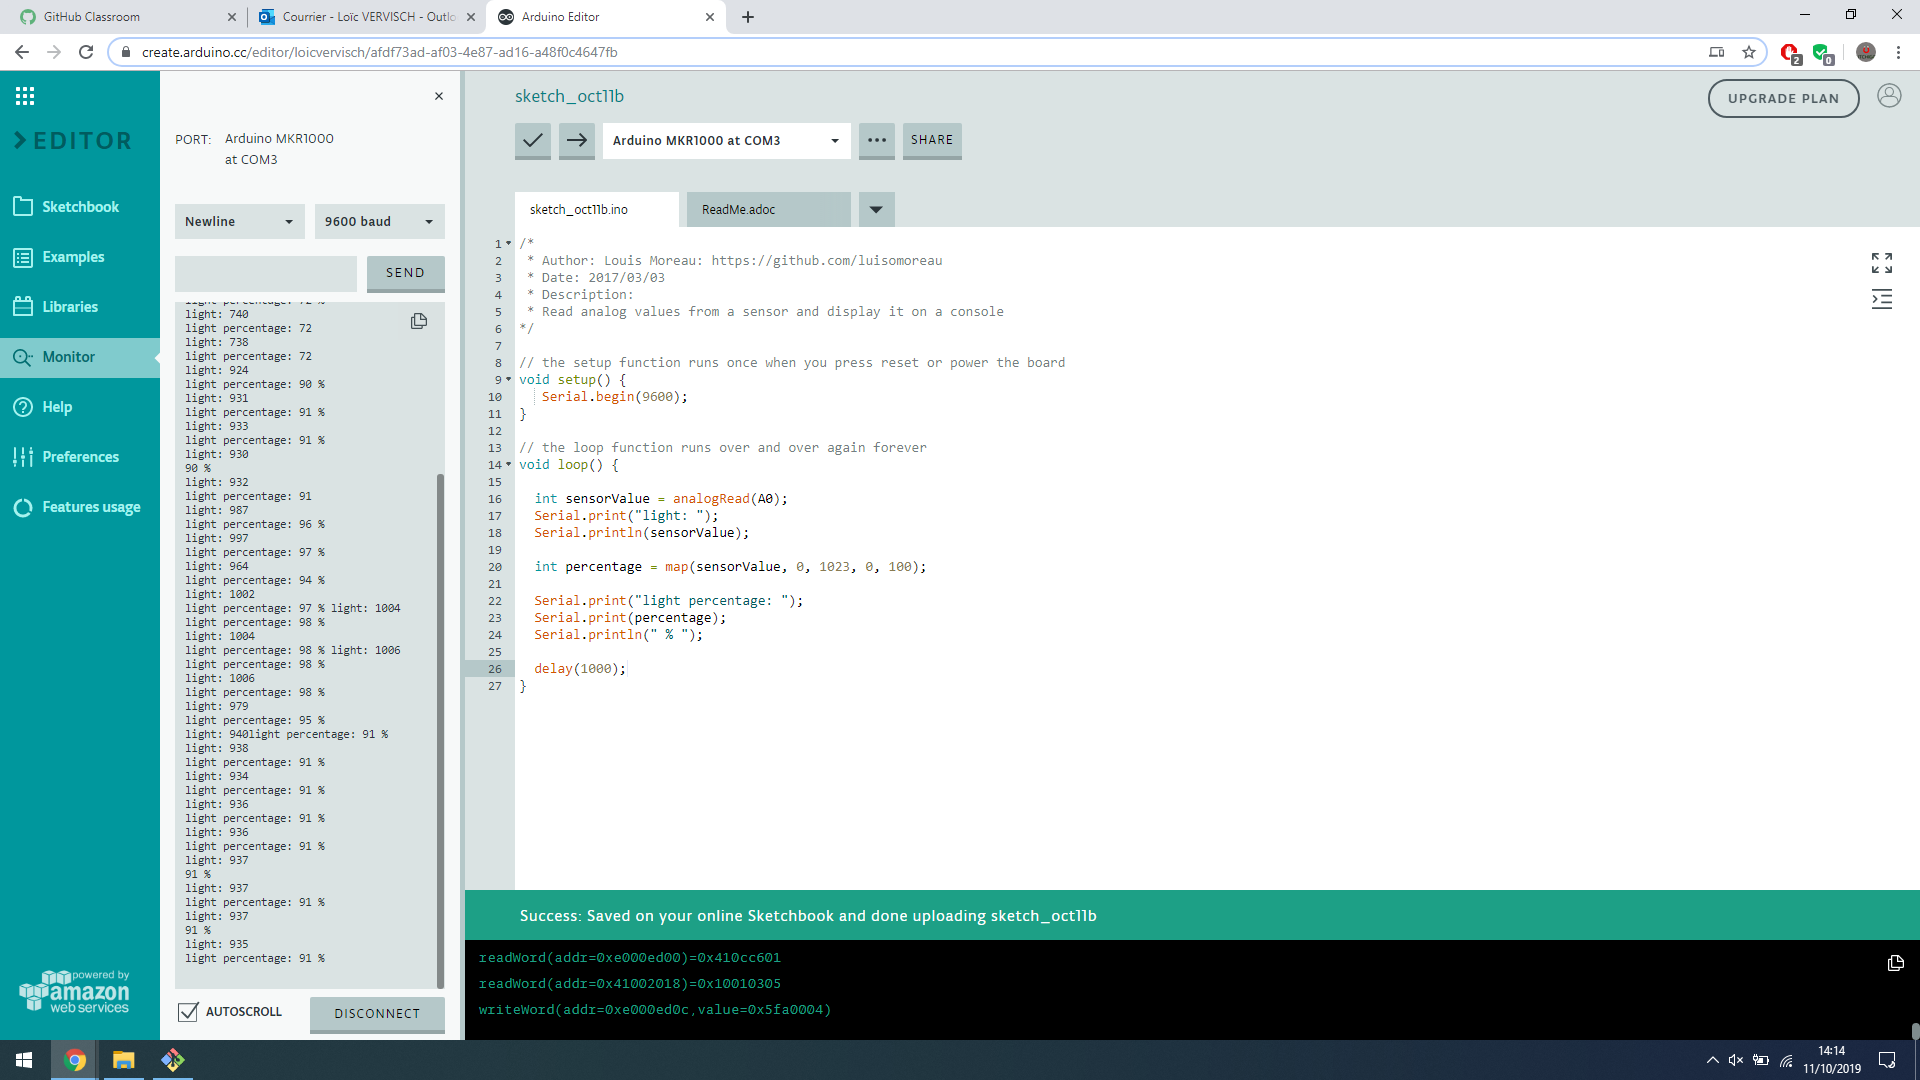 GitHub Classroom
Courrier - Loïc VERVISCH - Outlo
Arduino Editor
create.arduino.cc/editor/loicvervisch/afdf73ad-af03-4e87-ad16-a48f0c4647fb
2
0
EDITOR
Sketchbook
Examples
Libraries
Monitor
Help
Preferences
Features usage
powered by
amazon
web services
PORT: Arduino MKR1000
at COM3
Newline
9600 baud
SEND
light percentage: 72 %
light: 740
light percentage: 72
light: 738
light percentage: 72
light: 924
light percentage: 90 %
light: 931
light percentage: 91 %
light: 933
light percentage: 91 %
light: 930
90 %
light: 932
light percentage: 91
light: 987
light percentage: 96 %
light: 997
light percentage: 97 %
light: 964
light percentage: 94 %
light: 1002
light percentage: 97 % light: 1004
light percentage: 98 %
light: 1004
light percentage: 98 % light: 1006
light percentage: 98 %
light: 1006
light percentage: 98 %
light: 979
light percentage: 95 %
light: 940light percentage: 91 %
light: 938
light percentage: 91 %
light: 934
light percentage: 91 %
light: 936
light percentage: 91 %
light: 936
light percentage: 91 %
light: 937
91 %
light: 937
light percentage: 91 %
light: 937
91 %
light: 935
light percentage: 91 %
AUTOSCROLL
DISCONNECT
sketch_oct11b
UPGRADE PLAN
Arduino MKR1000 at COM3
SHARE
sketch_oct11b.ino
ReadMe.adoc
1 /*
2 * Author: Louis Moreau: https://github.com/luisomoreau
3 * Date: 2017/03/03
4 * Description:
5 * Read analog values from a sensor and display it on a console
6 */
7
8 // the setup function runs once when you press reset or power the board
9 void setup() {
10 Serial.begin(9600);
11 }
12
13 // the loop function runs over and over again forever
14 void loop() {
15
16 int sensorValue = analogRead(A0);
17 Serial.print("light: ");
18 Serial.println(sensorValue);
19
20 int percentage = map(sensorValue, 0, 1023, 0, 100);
21
22 Serial.print("light percentage: ");
23 Serial.print(percentage);
24 Serial.println(" % ");
25
26 delay(1000);
27 }
Success: Saved on your online Sketchbook and done uploading sketch_oct11b
readWord(addr=0xe000ed00)=0x410cc601
readWord(addr=0x41002018)=0x10010305
writeWord(addr=0xe000ed0c,value=0x5fa0004)
14:14
11/10/2019